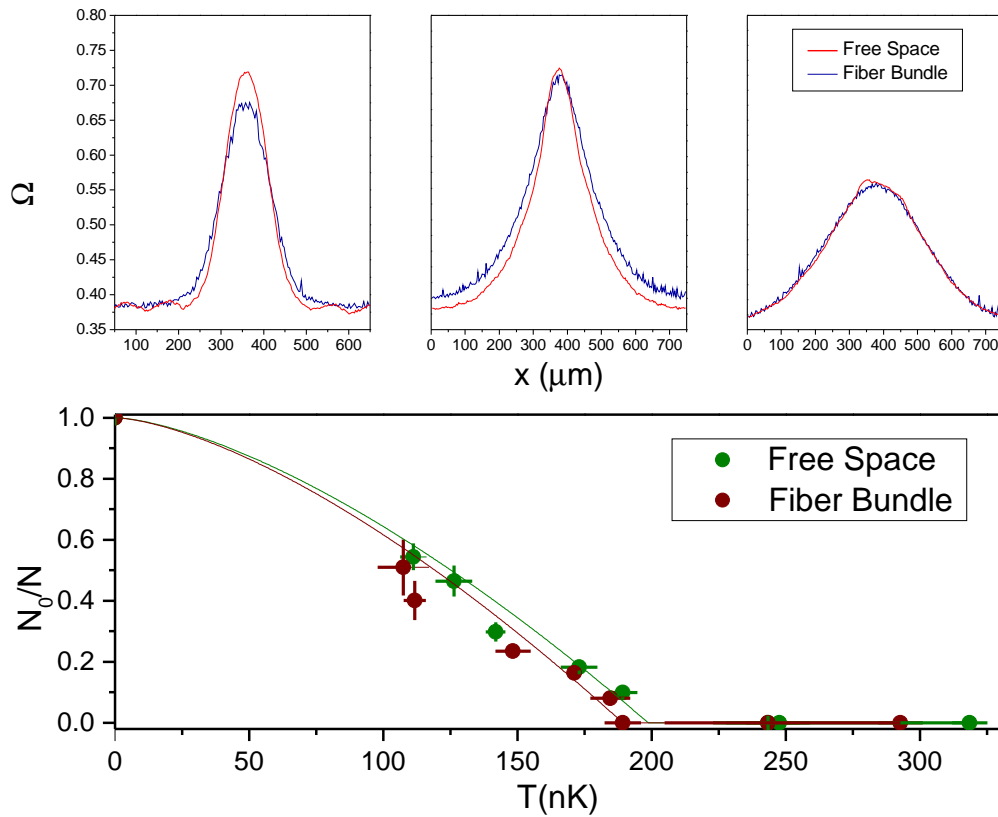 0.80
0.75
0.70
0.65
0.60
0.55
0.50
0.45
0.40
0.35
Ω
100 200 300 400 500 600
0 100 200 300 400 500 600 700
0 100 200 300 400 500 600 700
Free Space
Fiber Bundle
x (μm)
1.0
0.8
0.6
0.4
0.2
0.0
N₀/N
Free Space
Fiber Bundle
0 50 100 150 200 250 300
T(nK)